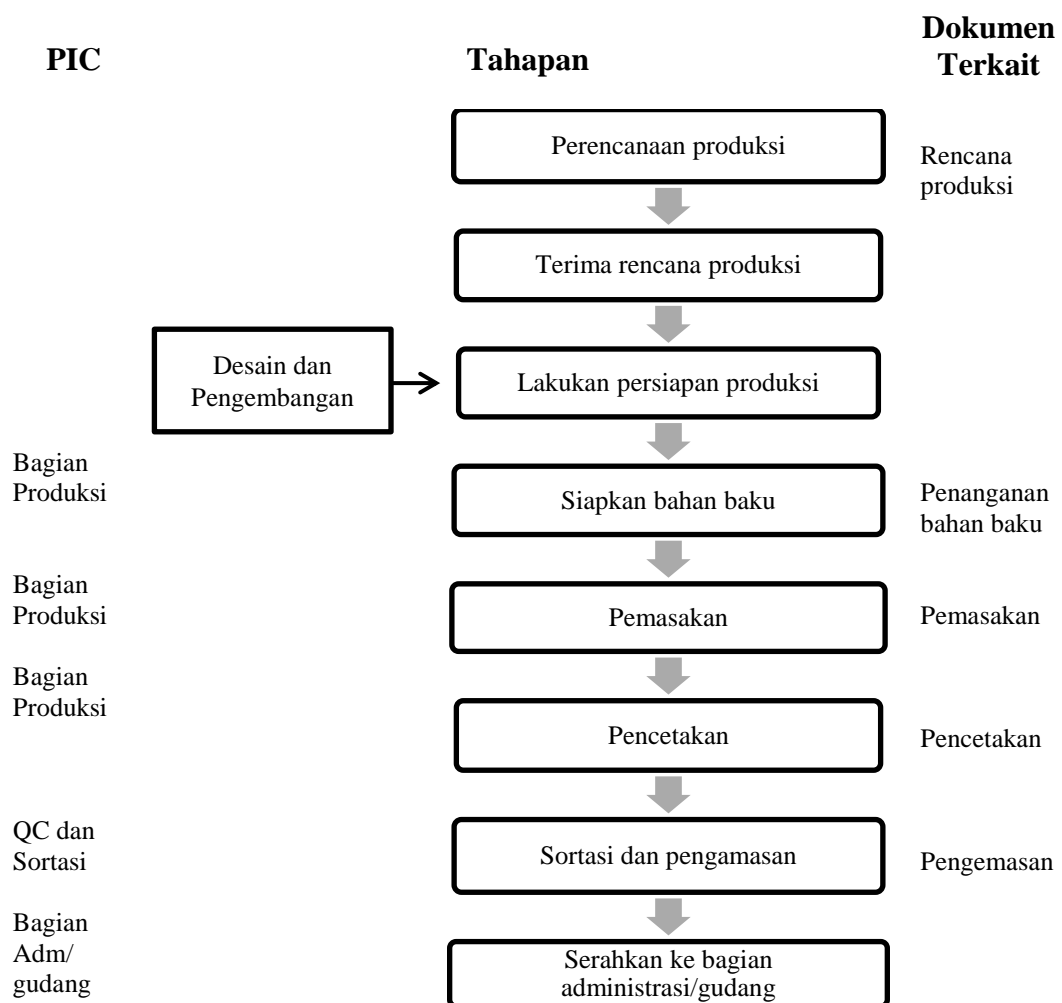 PIC
Tahapan
Dokumen
Terkait
Perencanaan produksi
Rencana
produksi
Terima rencana produksi
Desain dan
Pengembangan
Lakukan persiapan produksi
Bagian
Produksi
Siapkan bahan baku
Penanganan
bahan baku
Bagian
Produksi
Pemasakan
Pemasakan
Bagian
Produksi
Pencetakan
Pencetakan
QC dan
Sortasi
Sortasi dan pengamasan
Pengemasan
Bagian
Adm/
gudang
Serahkan ke bagian
administrasi/gudang